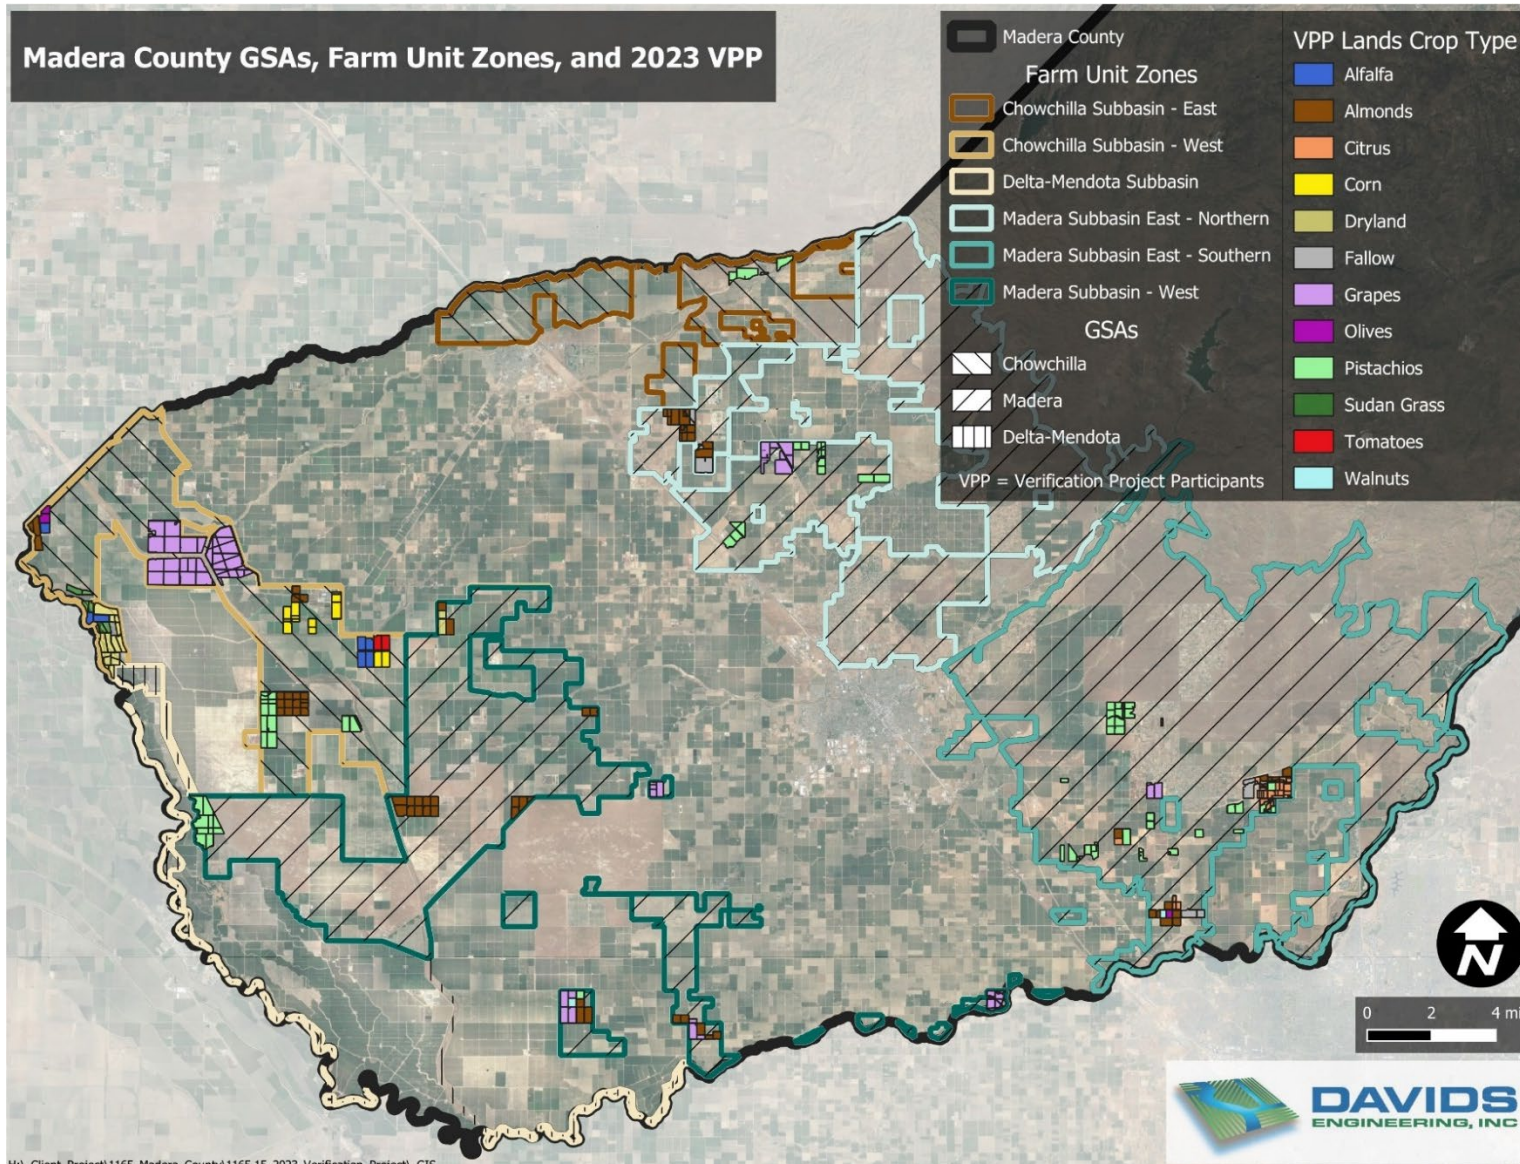 Madera County GSAs, Farm Unit Zones, and 2023 VPP
Madera County
Farm Unit Zones
Chowchilla Subbasin - East
Chowchilla Subbasin - West
Delta-Mendota Subbasin
Madera Subbasin East - Northern
Madera Subbasin East - Southern
Madera Subbasin - West
GSAs
Chowchilla
Madera
Delta-Mendota
VPP = Verification Project Participants
VPP Lands Crop Type
Alfalfa
Almonds
Citrus
Corn
Dryland
Fallow
Grapes
Olives
Pistachios
Sudan Grass
Tomatoes
Walnuts
N
0 2 4 mi
DAVIDS
ENGINEERING, INC